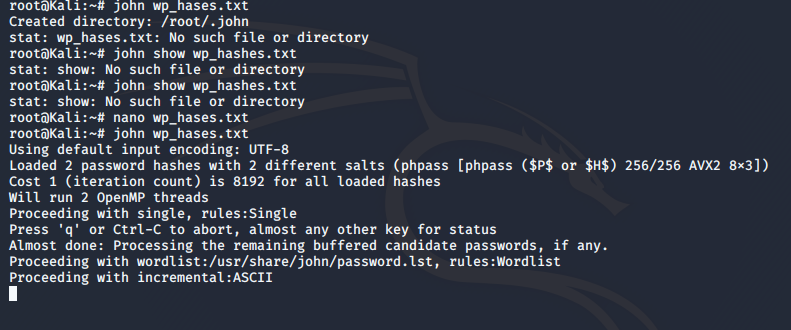 root@Kali:~# john wp_hases.txt
Created directory: /root/.john
stat: wp_hases.txt: No such file or directory
root@Kali:~# john show wp_hashes.txt
stat: show: No such file or directory
root@Kali:~# john show wp_hashes.txt
stat: show: No such file or directory
root@Kali:~# nano wp_hases.txt
root@Kali:~# john wp_hases.txt
Using default input encoding: UTF-8
Loaded 2 password hashes with 2 different salts (phpass [phpass ($P$ or $H$) 256/256 AVX2 8×3])
Cost 1 (iteration count) is 8192 for all loaded hashes
Will run 2 OpenMP threads
Proceeding with single, rules:Single
Press 'q' or Ctrl-C to abort, almost any other key for status
Almost done: Processing the remaining buffered candidate passwords, if any.
Proceeding with wordlist:/usr/share/john/password.lst, rules:Wordlist
Proceeding with incremental:ASCII